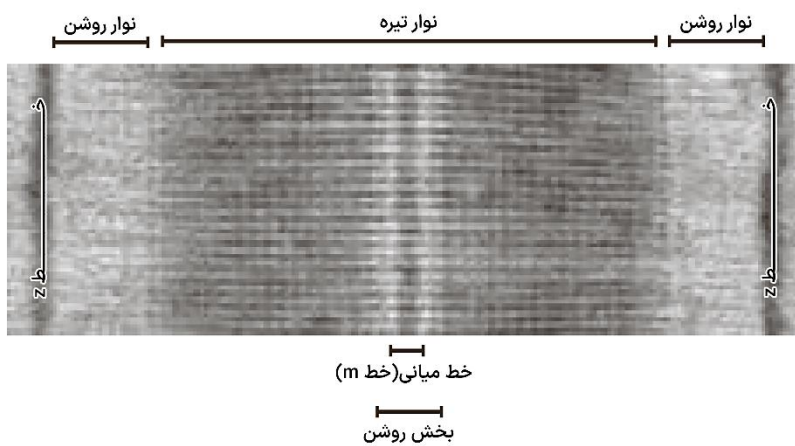 نوار روشن
نوار تیره
نوار روشن
خط z
خط z
خط میانی(خط m)
بخش روشن